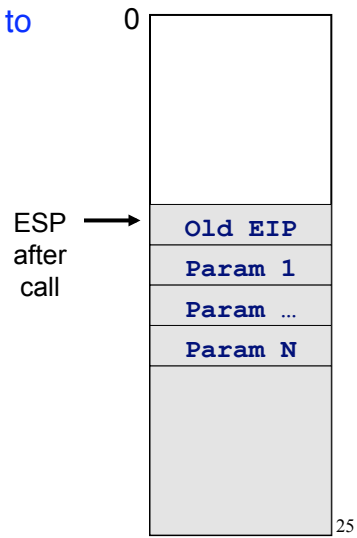 to
0
ESP
after
call
Old EIP
Param 1
Param …
Param N
25